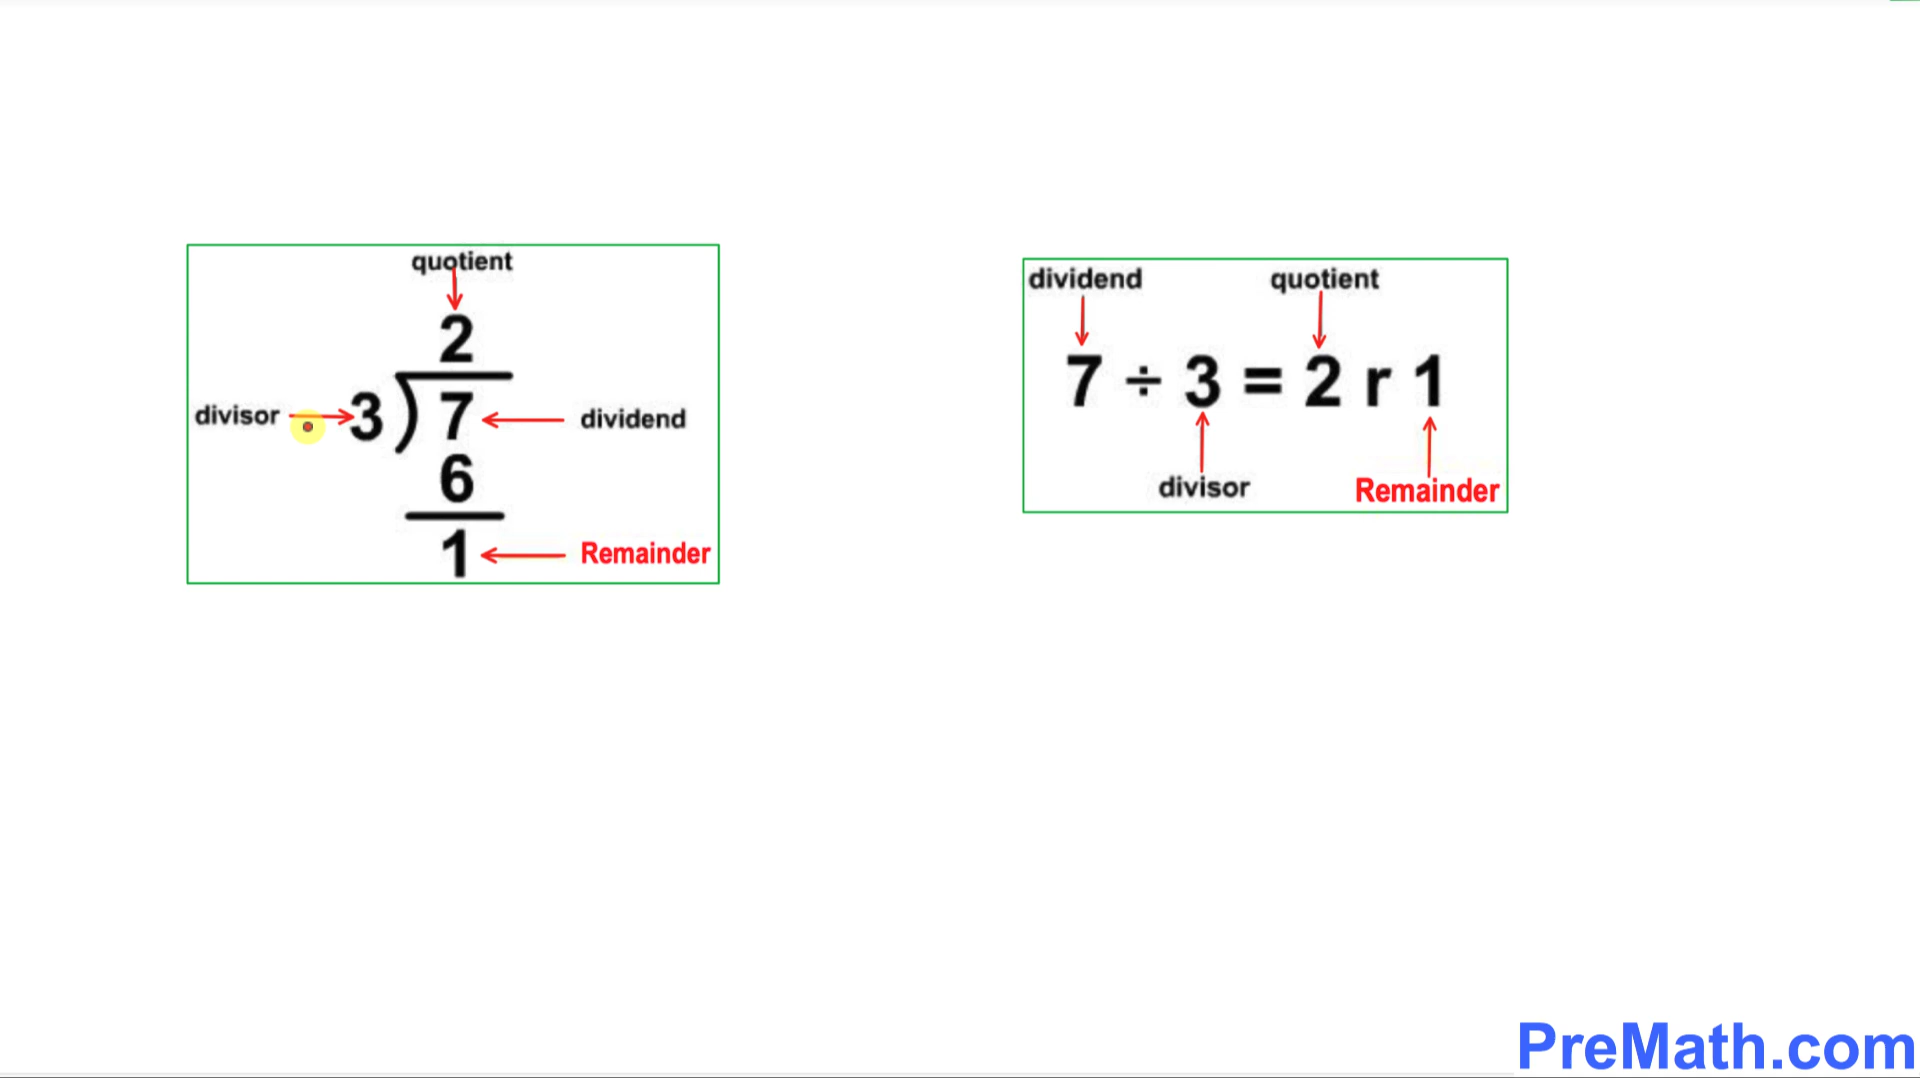 quotient
2
divisor 3 ) 7 dividend
6
1 Remainder
dividend quotient
7 ÷ 3 = 2 r 1
divisor Remainder
PreMath.com